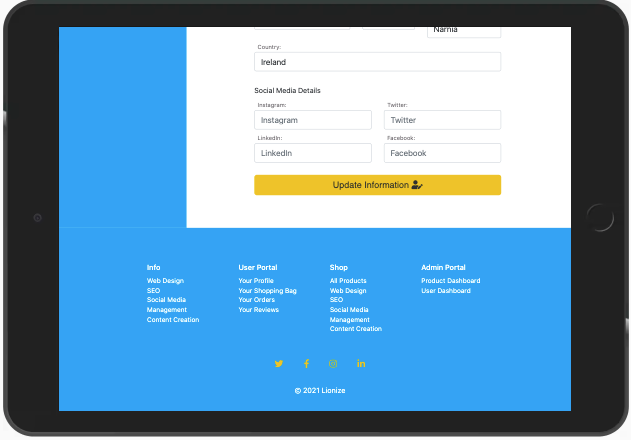 Narnia
Country:
Ireland
Social Media Details
Instagram:
Twitter:
Instagram
Twitter
LinkedIn:
Facebook:
LinkedIn
Facebook
Update Information
Info
Web Design
SEO
Social Media
Management
Content Creation
User Portal
Your Profile
Your Shopping Bag
Your Orders
Your Reviews
Shop
All Products
Web Design
SEO
Social Media
Management
Content Creation
Admin Portal
Product Dashboard
User Dashboard
© 2021 Lionize